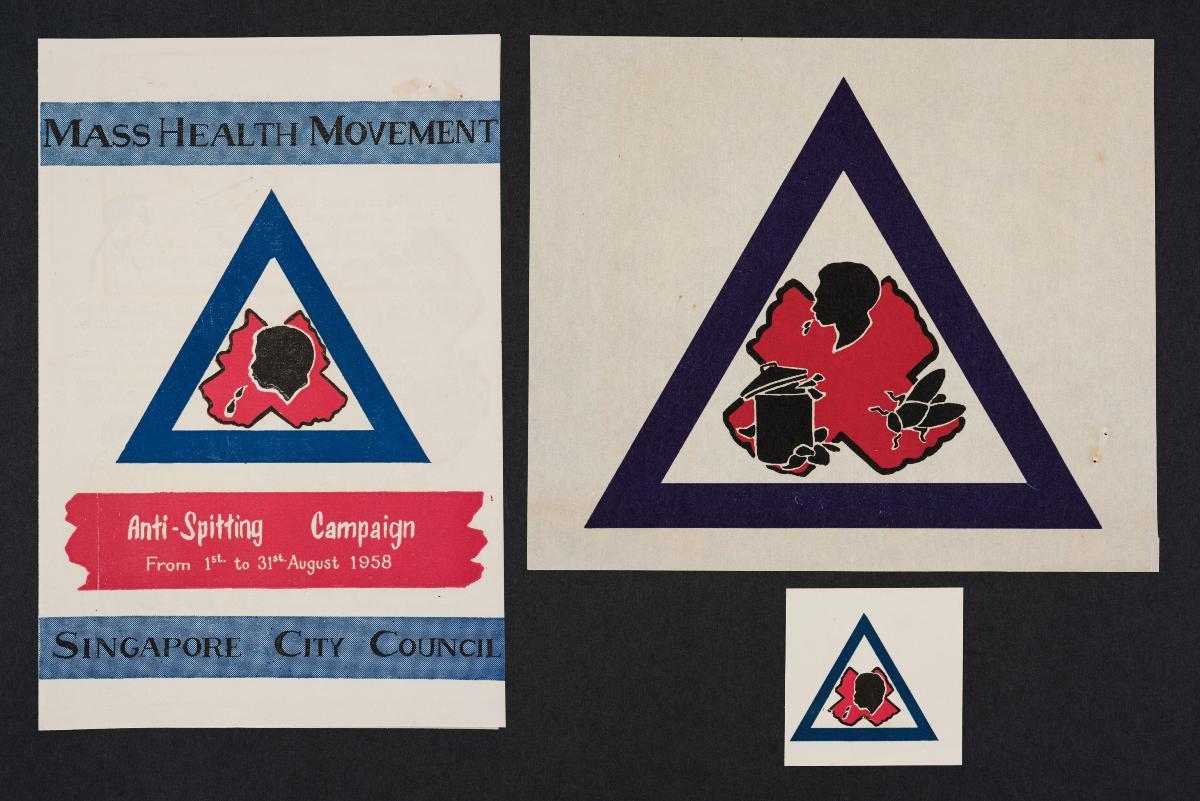 MASS HEALTH MOVEMENT
Anti-Spitting Campaign
From 1st. to 31st. August 1958
SINGAPORE CITY COUNCIL